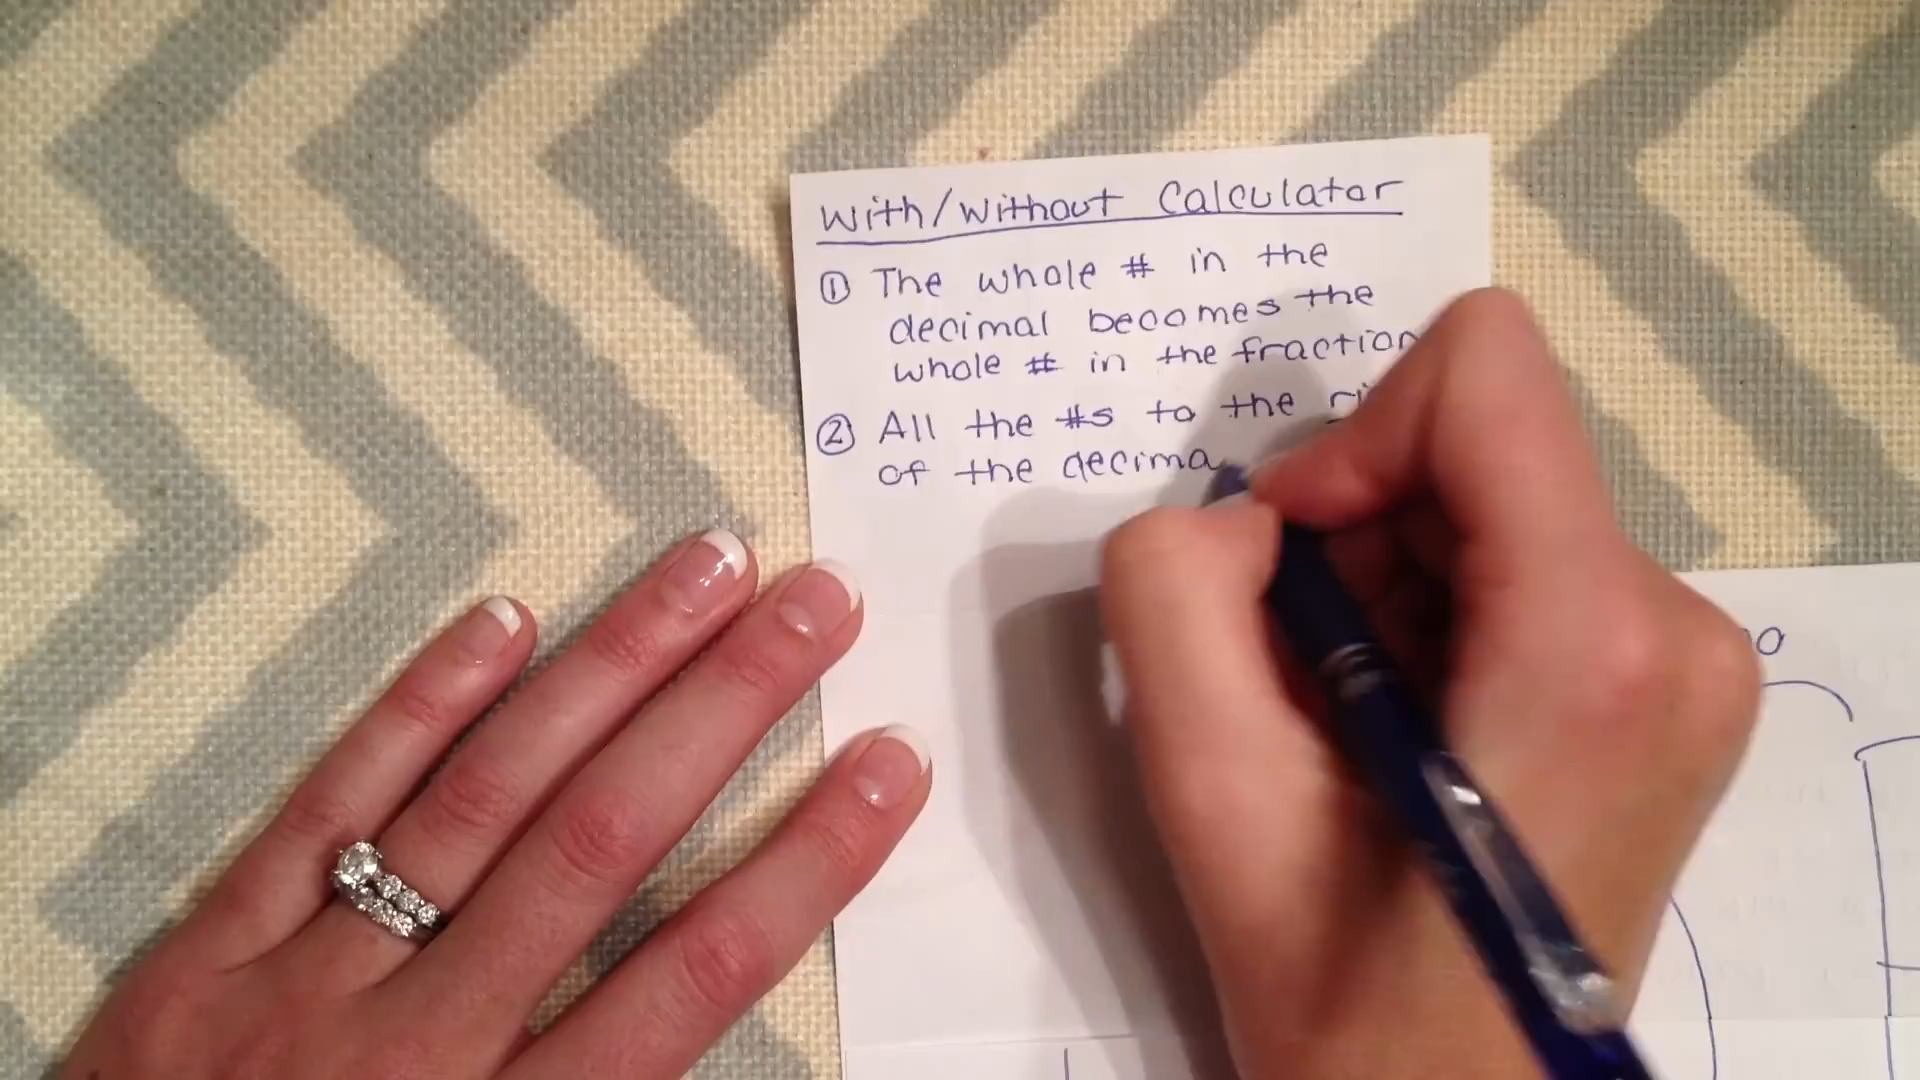 With/Without Calculator
① The whole # in the
decimal becomes the
whole # in the fraction
② All the #s to the
of the decima